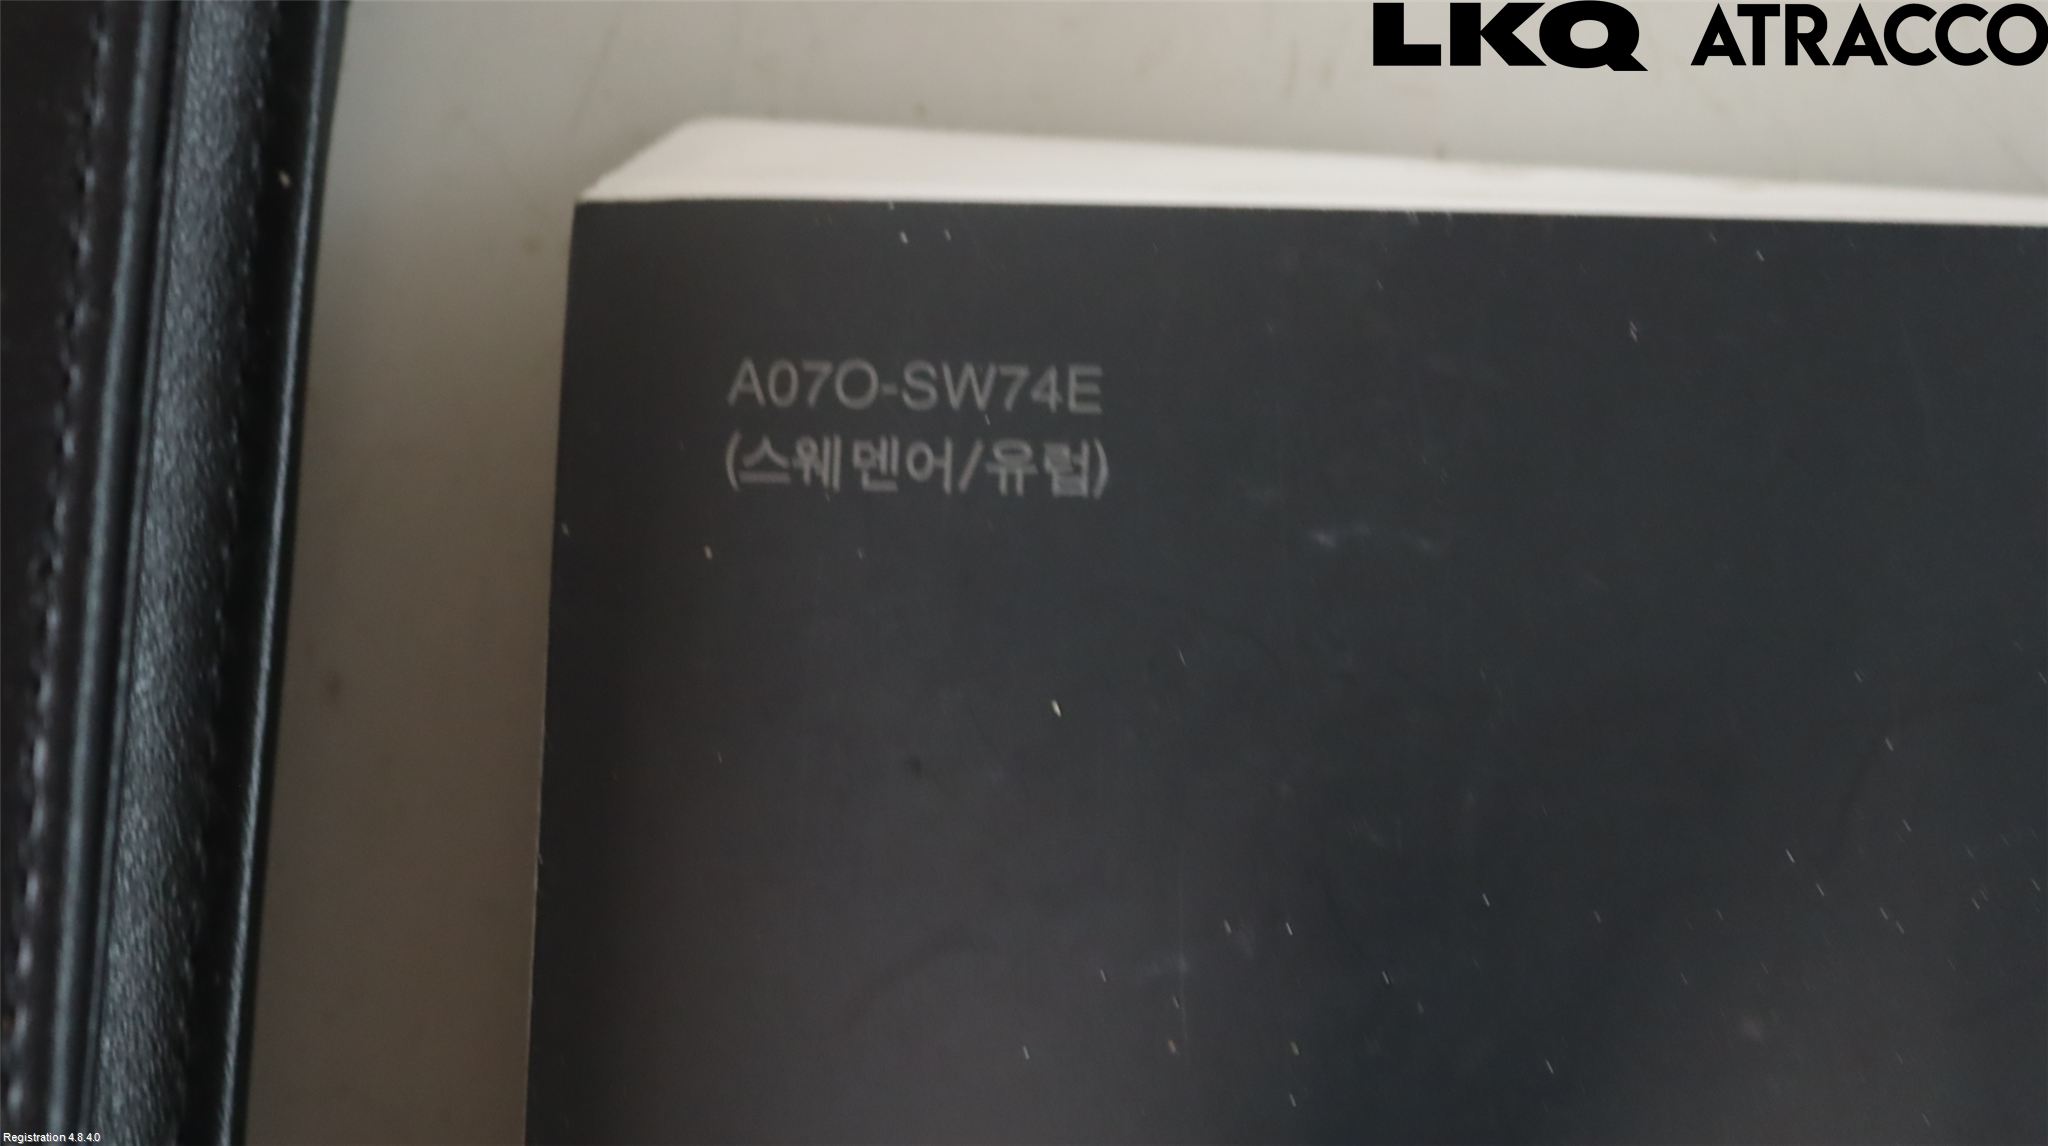 LKQ ATRACCO
A07O-SW74E
(스웨덴어/유럽)
Registration 4.8.4.0